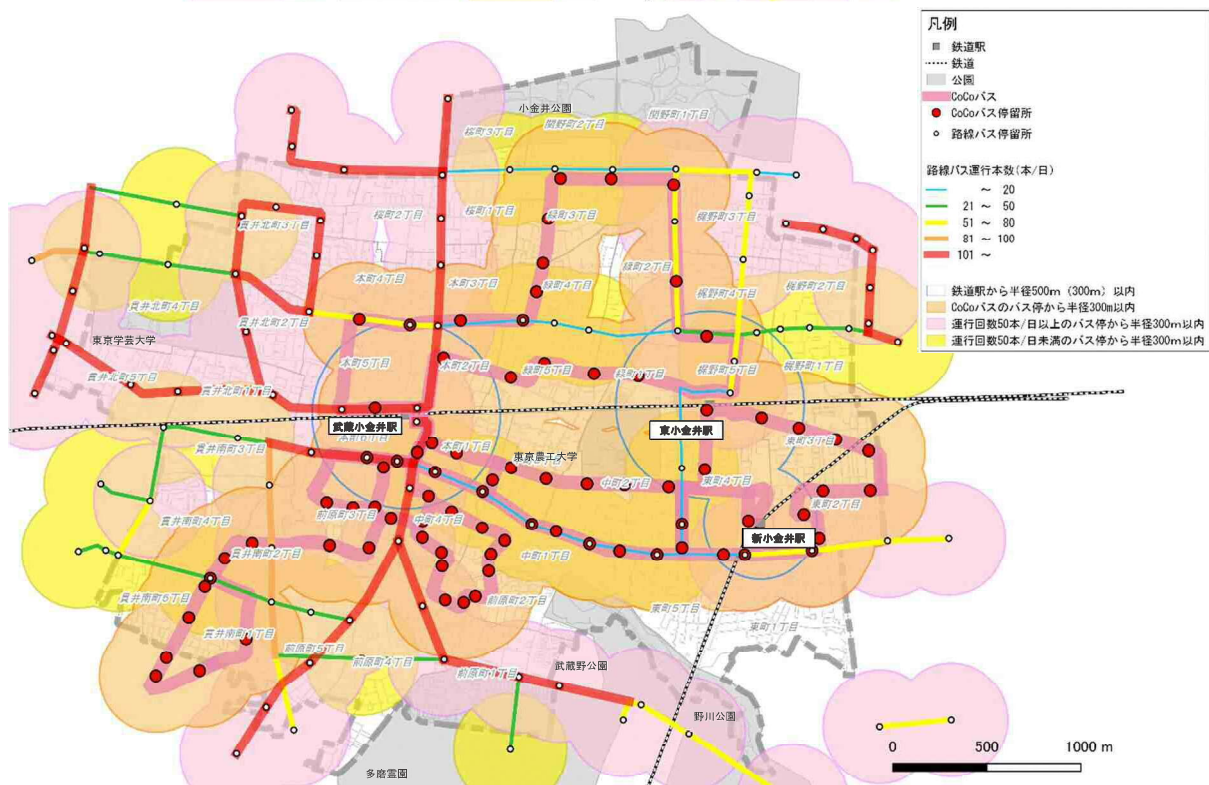 凡例
鉄道駅
鉄道
公園
CoCoバス
CoCoバス停留所
路線バス停留所
路線バス運行本数(本/日)
～ 20
21 ～ 50
51 ～ 80
81 ～ 100
101 ～
鉄道駅から半径500m（300m）以内
CoCoバスのバス停から半径300m以内
運行回数50本/日以上のバス停から半径300m以内
運行回数50本/日未満のバス停から半径300m以内
小金井公園
関野町1丁目
関野町2丁目
桜町3丁目
桜町2丁目
桜町1丁目
緑町3丁目
梶野町3丁目
貫井北町3丁目
緑町2丁目
本町4丁目
本町3丁目
緑町4丁目
梶野町4丁目
梶野町2丁目
貫井北町4丁目
貫井北町2丁目
東京学芸大学
本町5丁目
本町2丁目
緑町5丁目
緑町1丁目
梶野町5丁目
梶野町1丁目
貫井北町5丁目
貫井北町1丁目
武蔵小金井駅
東小金井駅
本町1丁目
東京農工大学
東町3丁目
貫井南町3丁目
中町2丁目
東町4丁目
東町2丁目
前原町3丁目
中町4丁目
貫井南町4丁目
新小金井駅
貫井南町2丁目
中町1丁目
貫井南町5丁目
前原町2丁目
東町5丁目
東町1丁目
貫井南町1丁目
前原町5丁目
前原町4丁目
前原町1丁目
武蔵野公園
野川公園
多磨霊園
0 500 1000 m